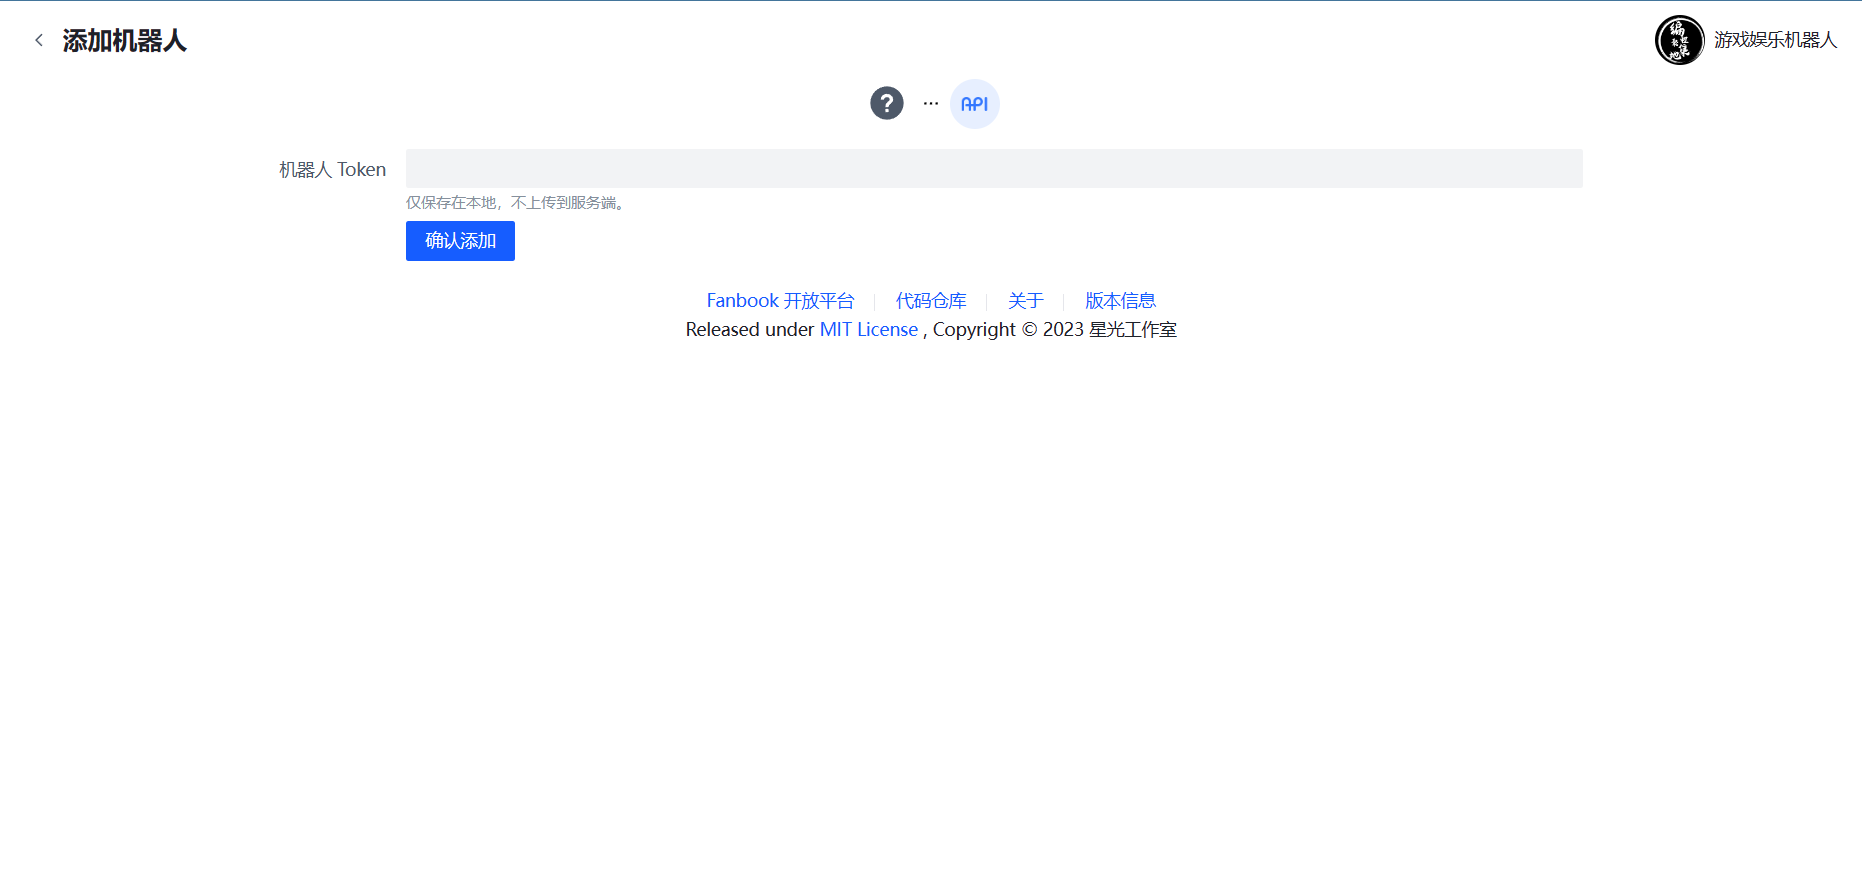 添加机器人
游戏娱乐机器人
?
···
API
机器人 Token
仅保存在本地，不上传到服务端。
确认添加
Fanbook 开放平台 代码仓库 关于 版本信息
Released under MIT License , Copyright © 2023 星光工作室